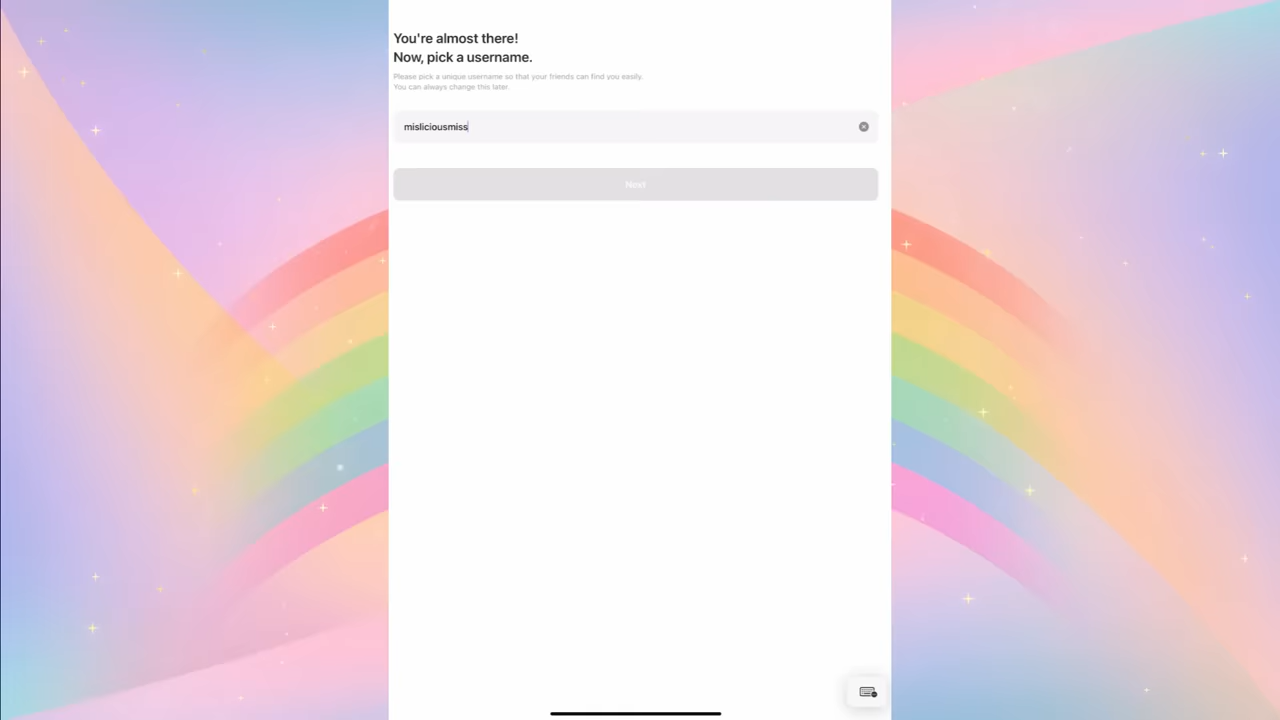 You're almost there!
Now, pick a username.
Please pick a unique username so that your friends can find you easily.
You can always change this later.
misliciousmiss
Next